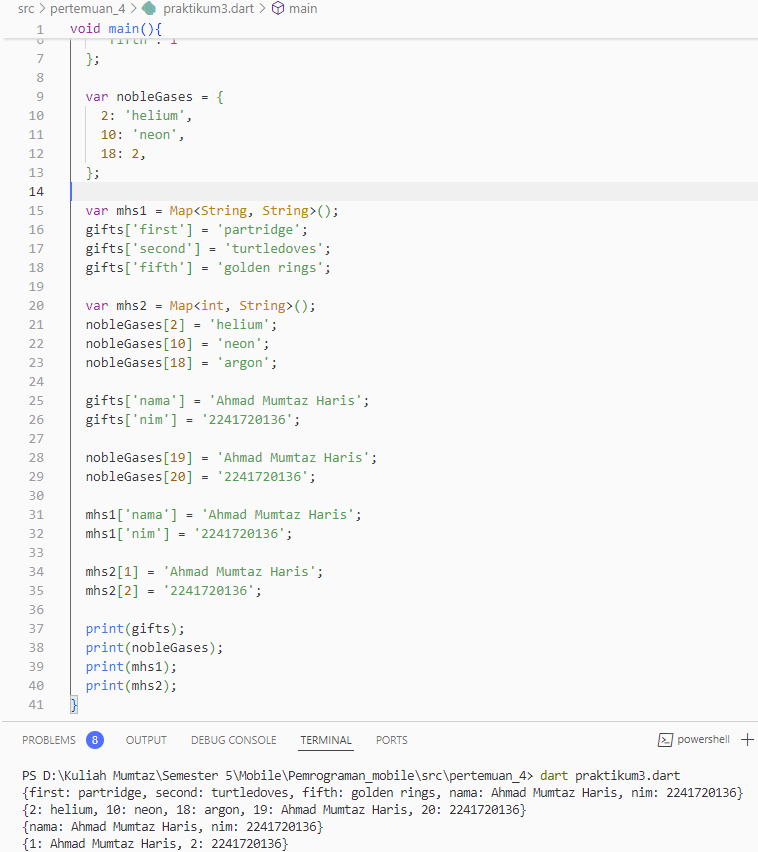 src > pertemuan_4 > praktikum3.dart > main
1 void main(){
6 'fifth': 1
7 };
8
9 var nobleGases = {
10 2: 'helium',
11 10: 'neon',
12 18: 2,
13 };
14
15 var mhs1 = Map<String, String>();
16 gifts['first'] = 'partridge';
17 gifts['second'] = 'turtledoves';
18 gifts['fifth'] = 'golden rings';
19
20 var mhs2 = Map<int, String>();
21 nobleGases[2] = 'helium';
22 nobleGases[10] = 'neon';
23 nobleGases[18] = 'argon';
24
25 gifts['nama'] = 'Ahmad Mumtaz Haris';
26 gifts['nim'] = '2241720136';
27
28 nobleGases[19] = 'Ahmad Mumtaz Haris';
29 nobleGases[20] = '2241720136';
30
31 mhs1['nama'] = 'Ahmad Mumtaz Haris';
32 mhs1['nim'] = '2241720136';
33
34 mhs2[1] = 'Ahmad Mumtaz Haris';
35 mhs2[2] = '2241720136';
36
37 print(gifts);
38 print(nobleGases);
39 print(mhs1);
40 print(mhs2);
41 }
PROBLEMS 8 OUTPUT DEBUG CONSOLE TERMINAL PORTS powershell
PS D:\Kuliah Mumtaz\Semester 5\Mobile\Pemrograman_mobile\src\pertemuan_4> dart praktikum3.dart
{first: partridge, second: turtledoves, fifth: golden rings, nama: Ahmad Mumtaz Haris, nim: 2241720136}
{2: helium, 10: neon, 18: argon, 19: Ahmad Mumtaz Haris, 20: 2241720136}
{nama: Ahmad Mumtaz Haris, nim: 2241720136}
{1: Ahmad Mumtaz Haris, 2: 2241720136}